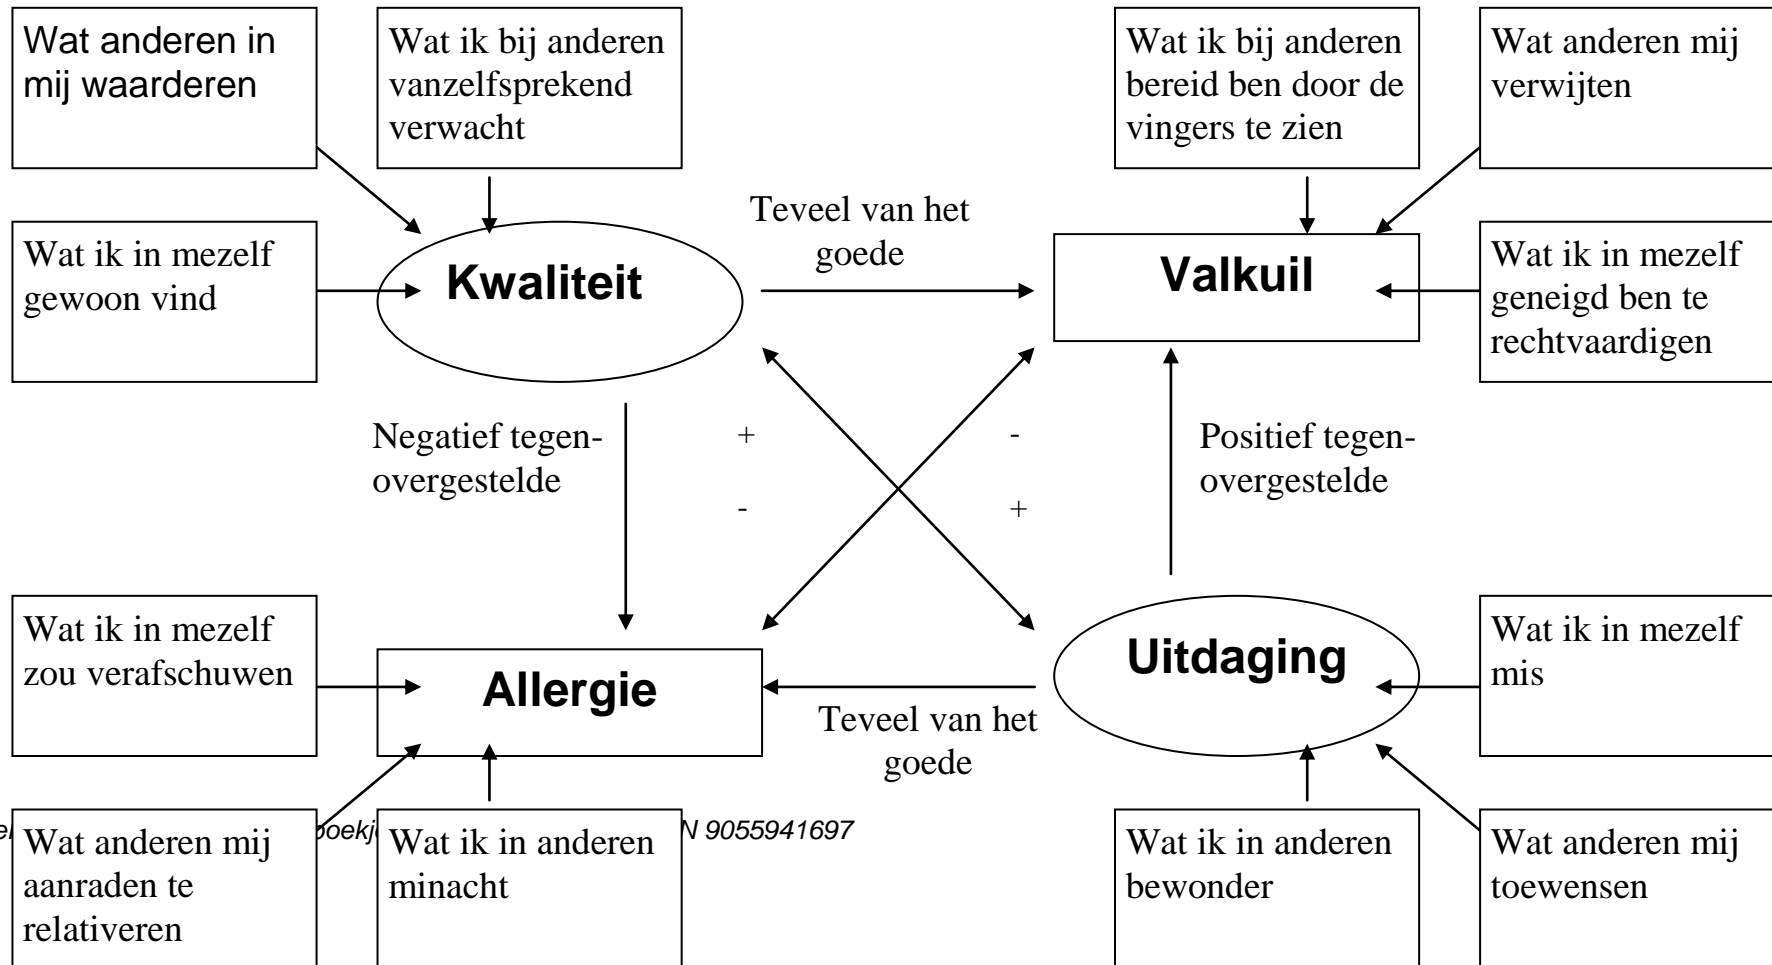 Wat anderen in
mij waarderen
Wat ik bij anderen
vanzelfsprekend
verwacht
Wat ik bij anderen
bereid ben door de
vingers te zien
Wat anderen mij
verwijten
Wat ik in mezelf
gewoon vind
Kwaliteit
Teveel van het
goede
Valkuil
Wat ik in mezelf
geneigd ben te
rechtvaardigen
Negatief tegen-
overgestelde
+
-
-
+
Positief tegen-
overgestelde
Wat ik in mezelf
zou verafschuwen
Allergie
Teveel van het
goede
Uitdaging
Wat ik in mezelf
mis
Wat anderen mij
aanraden te
relativeren
Wat ik in anderen
minacht
N 9055941697
Wat ik in anderen
bewonder
Wat anderen mij
toewensen